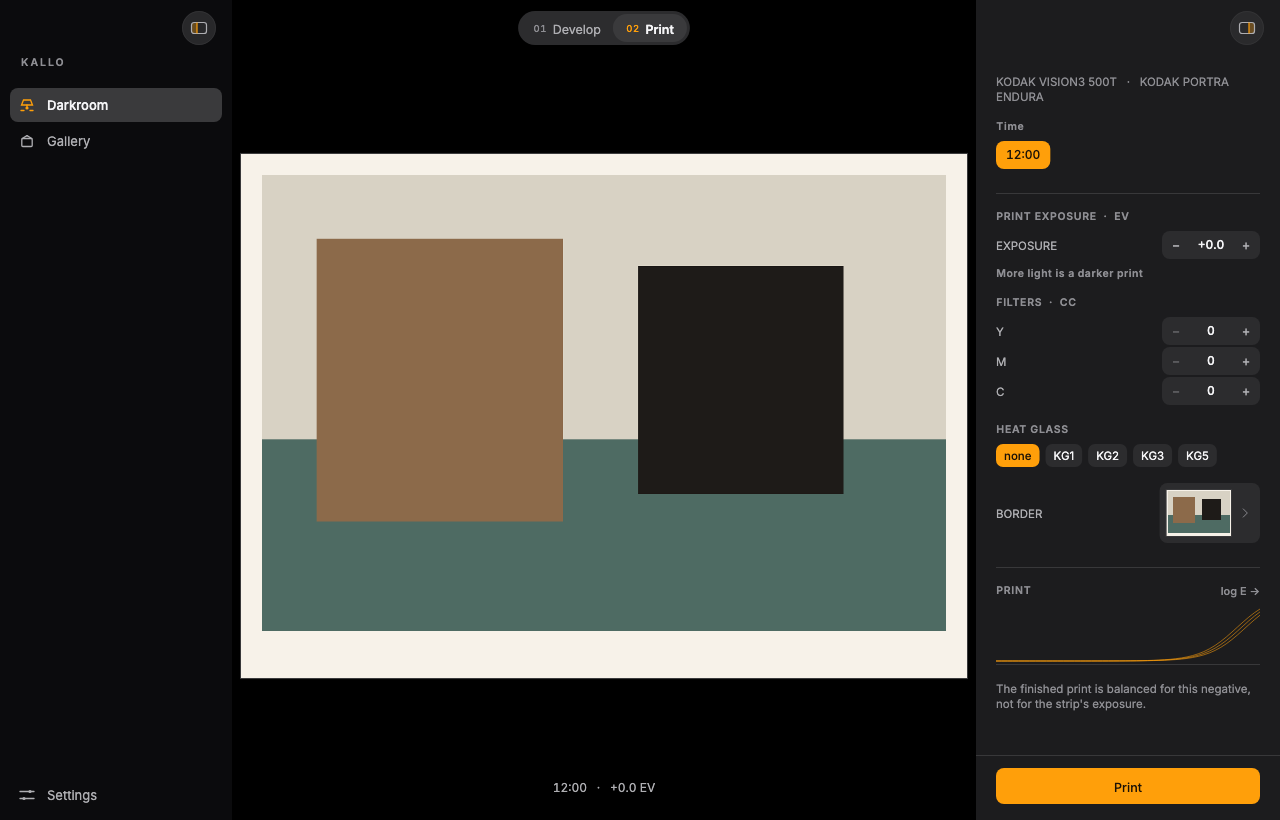 KALLO
Darkroom
Gallery
Settings
01 Develop
02 Print
12:00 · +0.0 EV
KODAK VISION3 500T · KODAK PORTRA
ENDURA
Time
12:00
PRINT EXPOSURE · EV
EXPOSURE − +0.0 +
More light is a darker print
FILTERS · CC
Y − 0 +
M − 0 +
C − 0 +
HEAT GLASS
none KG1 KG2 KG3 KG5
BORDER
PRINT log E →
The finished print is balanced for this negative,
not for the strip's exposure.
Print